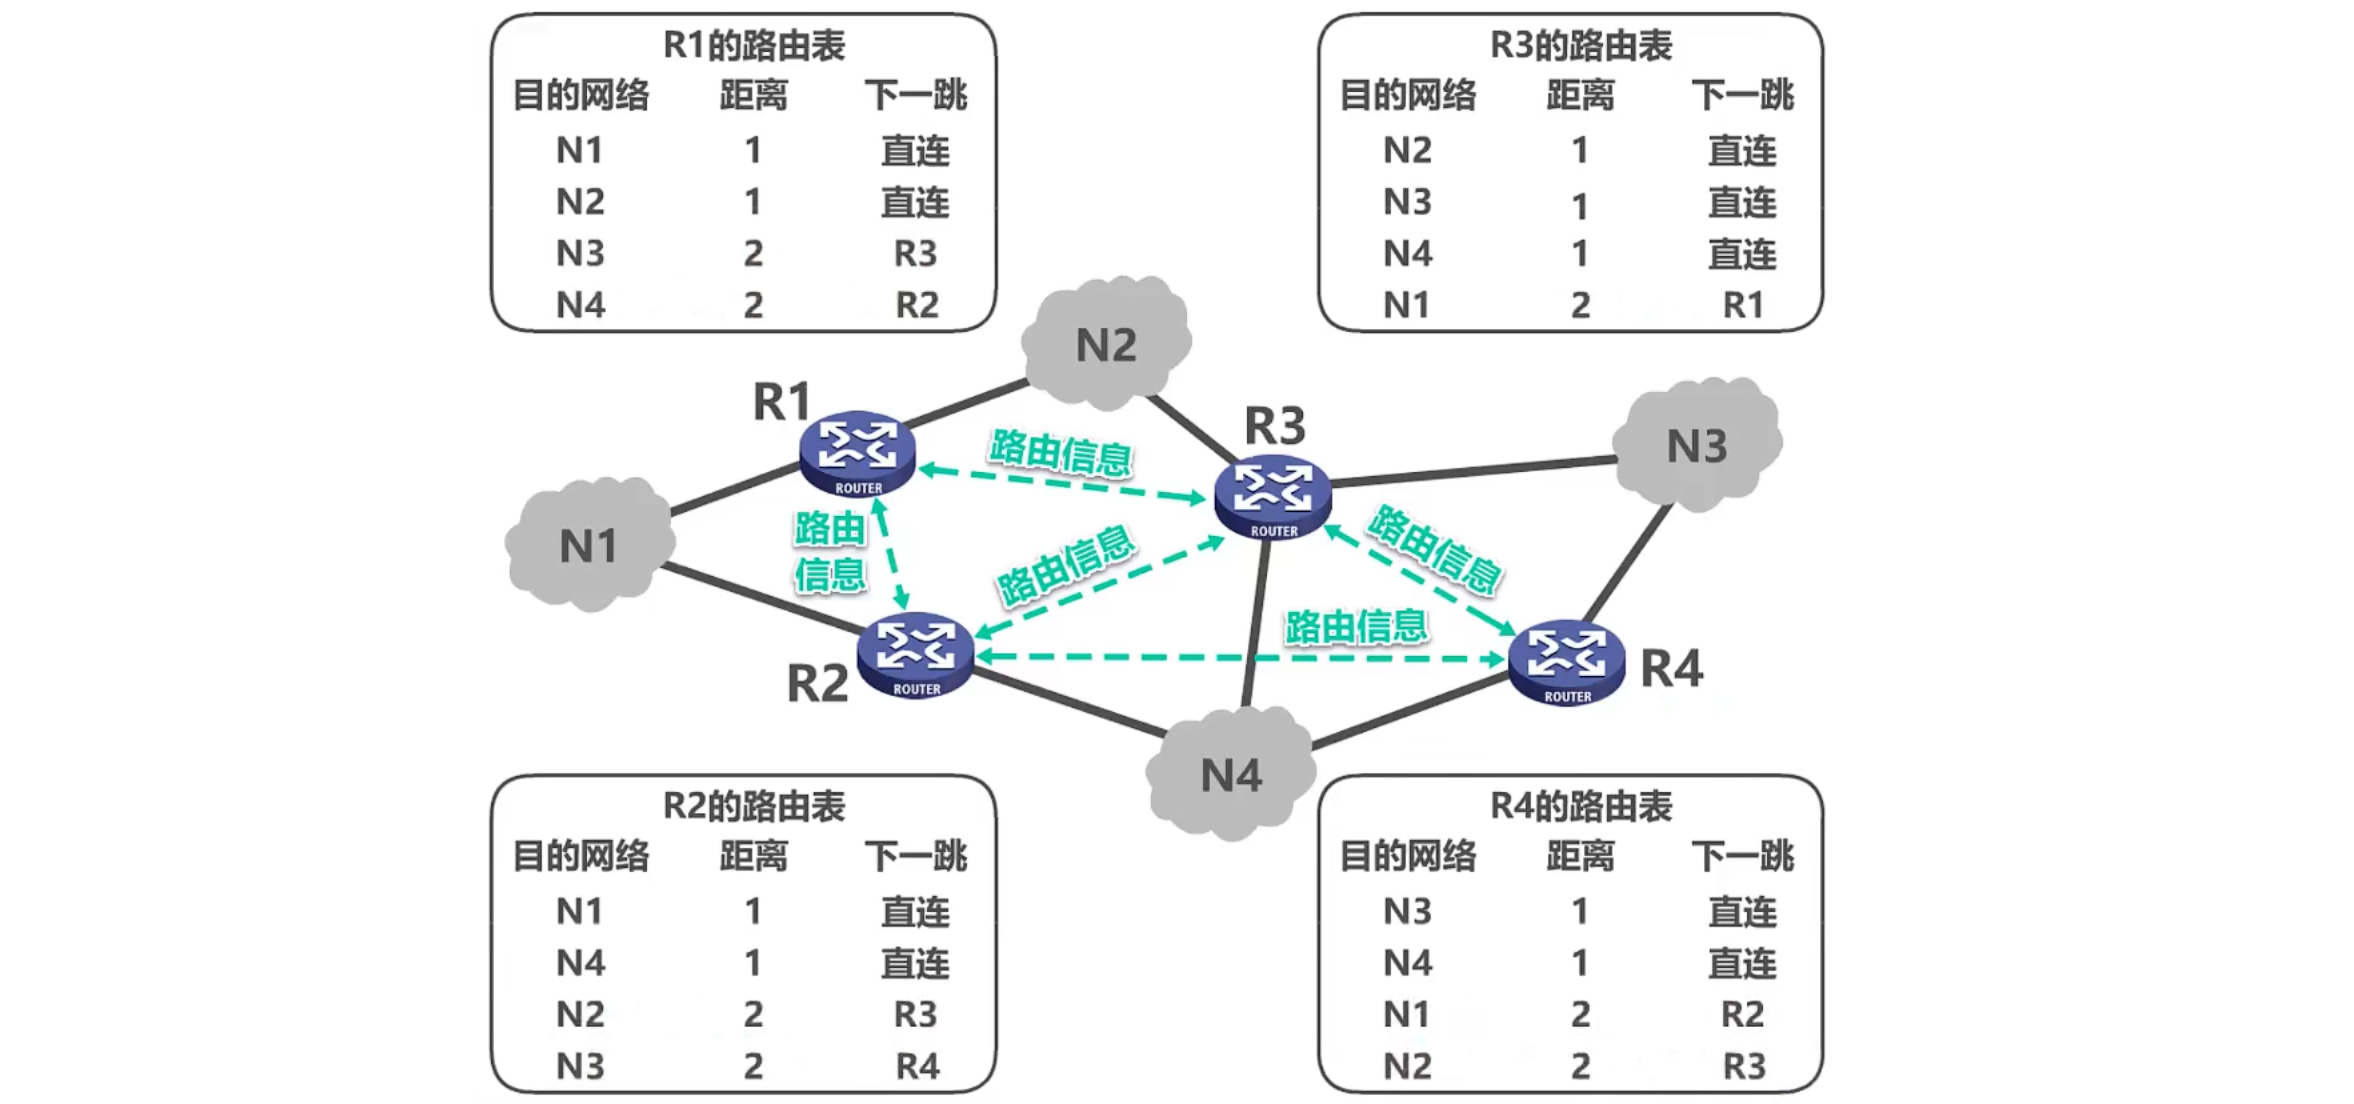 R1的路由表
目的网络 距离 下一跳
N1 1 直连
N2 1 直连
N3 2 R3
N4 2 R2
R3的路由表
目的网络 距离 下一跳
N2 1 直连
N3 1 直连
N4 1 直连
N1 2 R1
N2
R1
ROUTER
R3
ROUTER
N3
N1
路由信息
路由
信息
路由信息
路由信息
路由信息
R2
ROUTER
R4
ROUTER
N4
R2的路由表
目的网络 距离 下一跳
N1 1 直连
N4 1 直连
N2 2 R3
N3 2 R4
R4的路由表
目的网络 距离 下一跳
N3 1 直连
N4 1 直连
N1 2 R2
N2 2 R3